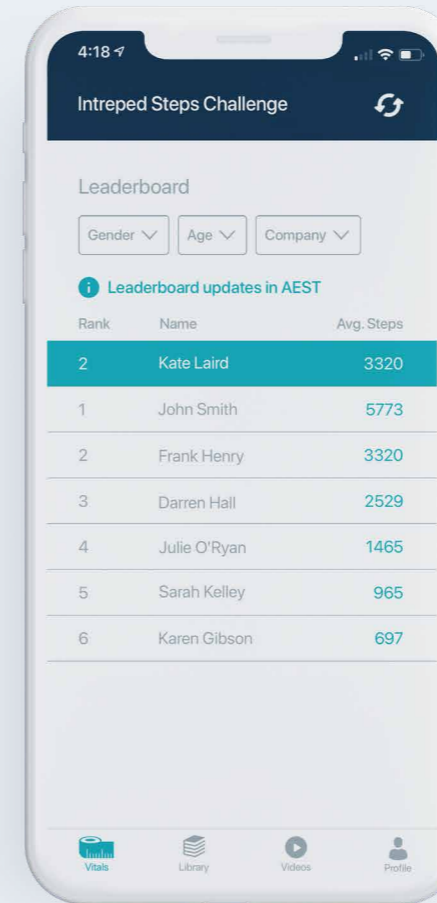 4:18
Intreped Steps Challenge
Leaderboard
Gender Age Company
Leaderboard updates in AEST
Rank Name Avg. Steps
2 Kate Laird 3320
1 John Smith 5773
2 Frank Henry 3320
3 Darren Hall 2529
4 Julie O'Ryan 1465
5 Sarah Kelley 965
6 Karen Gibson 697
Vitals Library Videos Profile